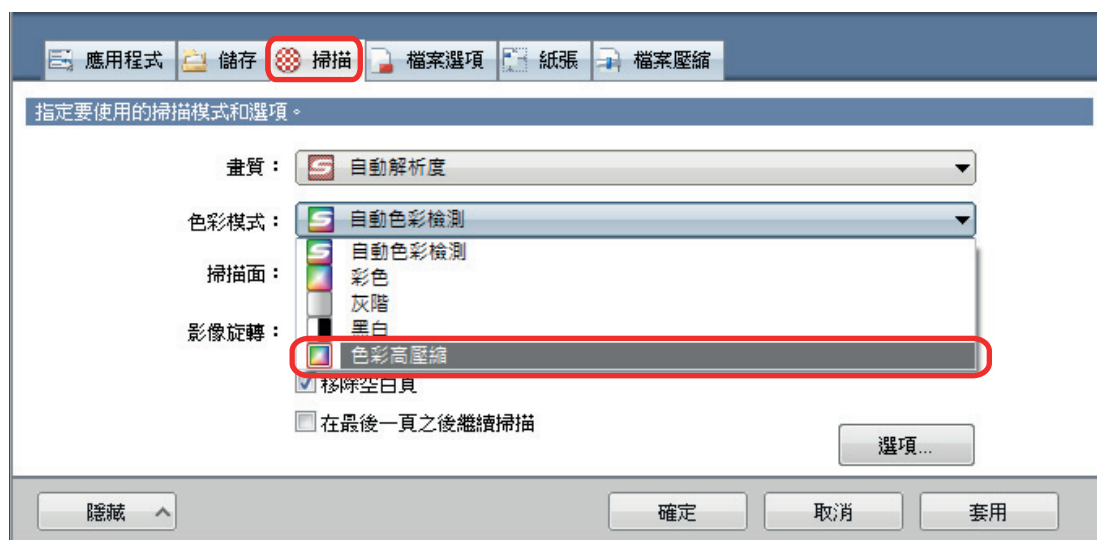 應用程式 儲存 掃描 檔案選項 紙張 檔案壓縮
指定要使用的掃描模式和選項。
畫質： 自動解析度
色彩模式： 自動色彩檢測
自動色彩檢測
掃描面： 彩色
灰階
影像旋轉： 黑白
色彩高壓縮
移除空白頁
在最後一頁之後繼續掃描
選項...
隱藏 確定 取消 套用